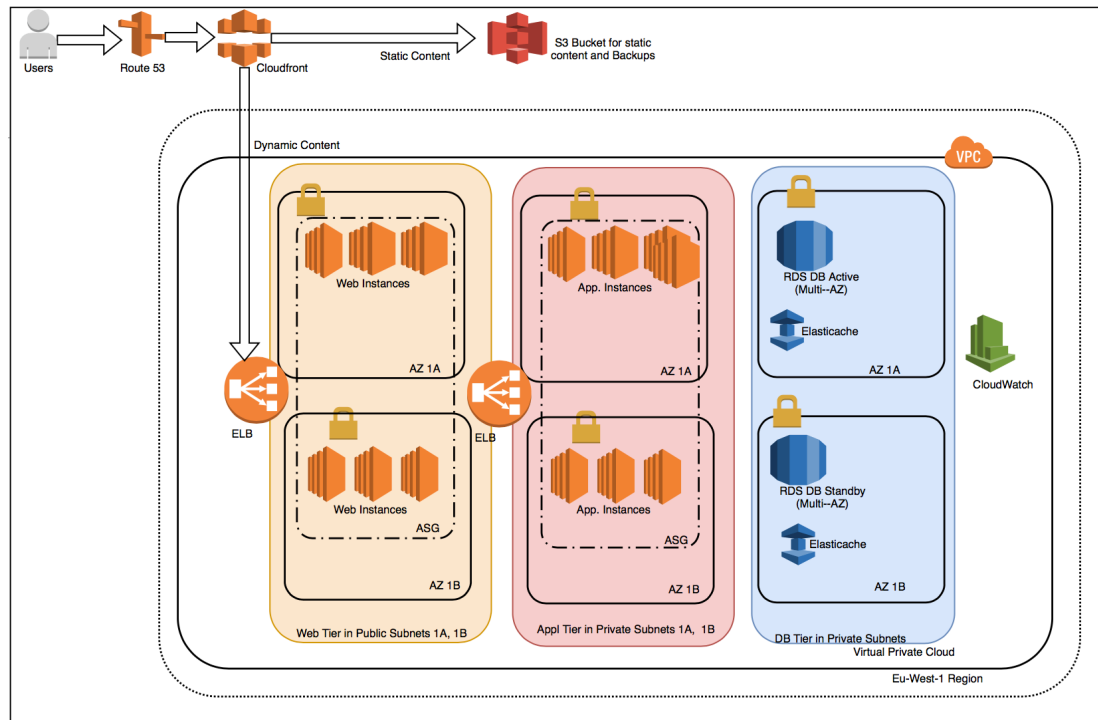 Users
Route 53
Cloudfront
Static Content
S3 Bucket for static
content and Backups
Dynamic Content
VPC
Web Instances
AZ 1A
ELB
Web Instances
ASG
AZ 1B
Web Tier in Public Subnets 1A, 1B
App. Instances
AZ 1A
ELB
App. Instances
ASG
AZ 1B
Appl Tier in Private Subnets 1A, 1B
RDS DB Active
(Multi--AZ)
Elasticache
AZ 1A
RDS DB Standby
(Multi--AZ)
Elasticache
AZ 1B
DB Tier in Private Subnets
CloudWatch
Virtual Private Cloud
Eu-West-1 Region